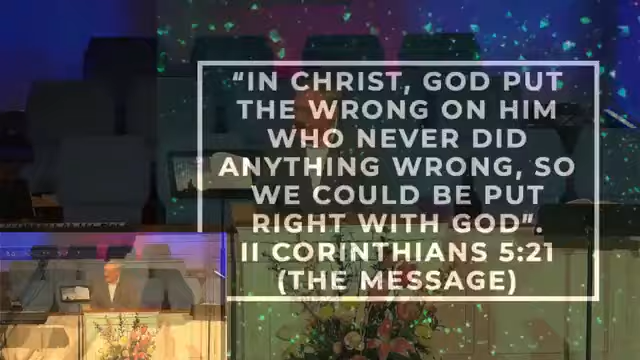 “IN CHRIST, GOD PUT
THE WRONG ON HIM
WHO NEVER DID
ANYTHING WRONG, SO
WE COULD BE PUT
RIGHT WITH GOD”.
II CORINTHIANS 5:21
(THE MESSAGE)